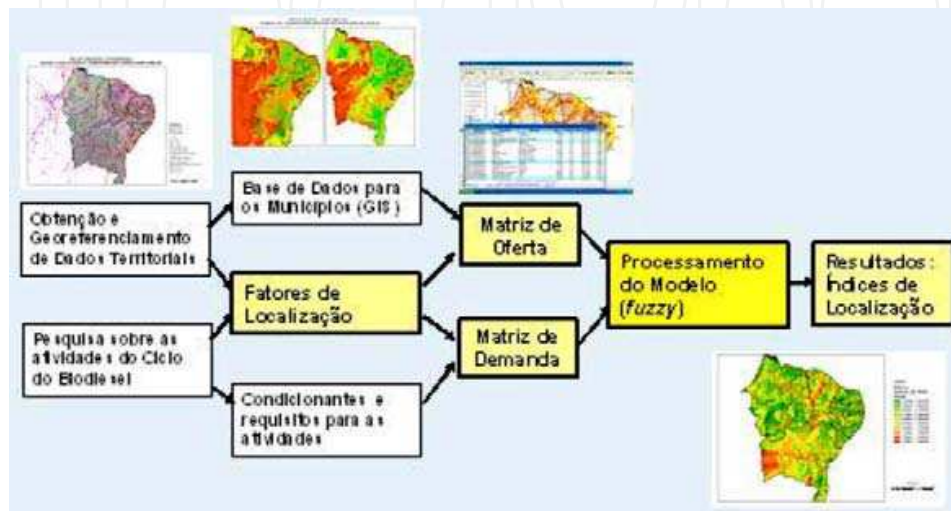 Obtenção e
Georeferenciamento
de Dados Territoriais
Base de Dados para
os Municípios (GIS)
Fatores de
Localização
Pesquisa sobre as
atividades do Ciclo
do Biodiesel
Condicionantes e
requisitos para as
atividades
Matriz de
Oferta
Matriz de
Demanda
Processamento
do Modelo
(fuzzy)
Resultados:
Índices de
Localização